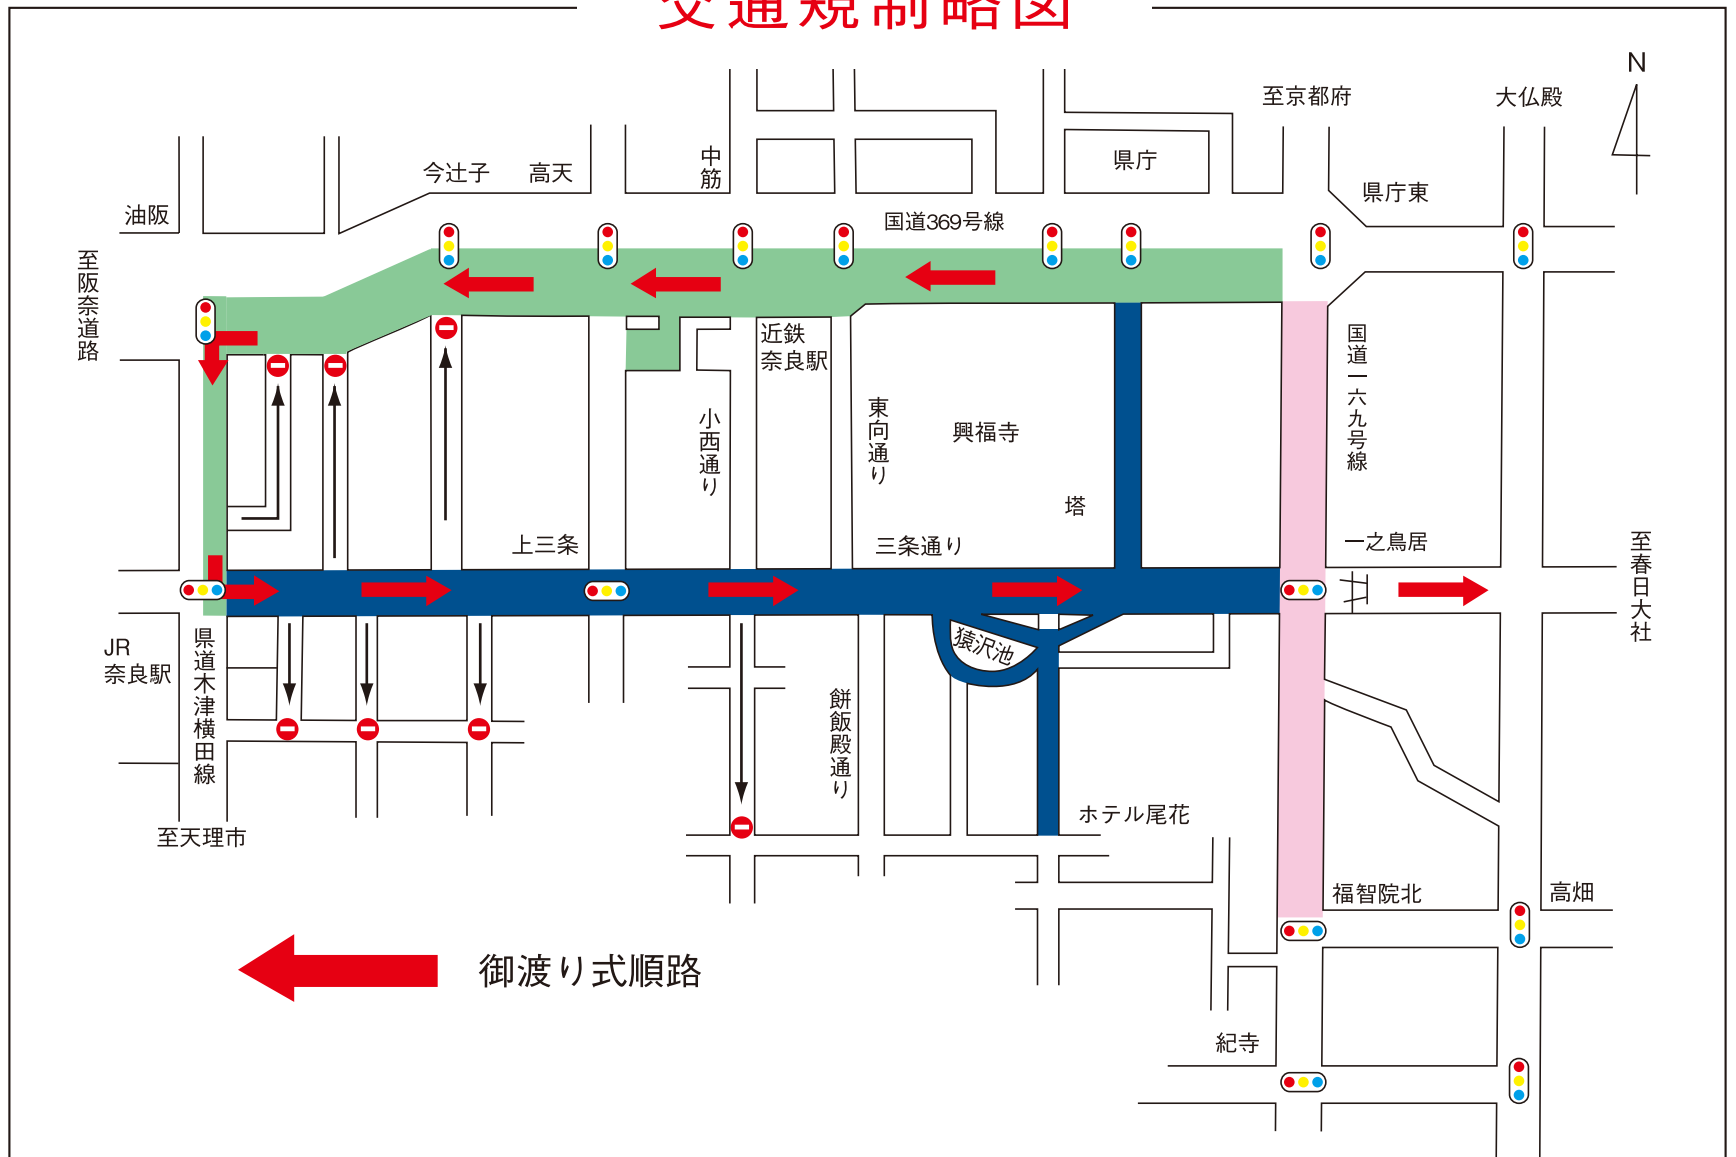 交通規制略図
N
至京都府
大仏殿
今辻子
高天
中筋
県庁
県庁東
油阪
国道369号線
至阪奈道路
近鉄
奈良駅
国道一六九号線
小西通り
東向通り
興福寺
塔
上三条
三条通り
一之鳥居
至春日大社
JR
奈良駅
県道木津横田線
猿沢池
餅飯殿通り
ホテル尾花
至天理市
福智院北
高畑
御渡り式順路
紀寺